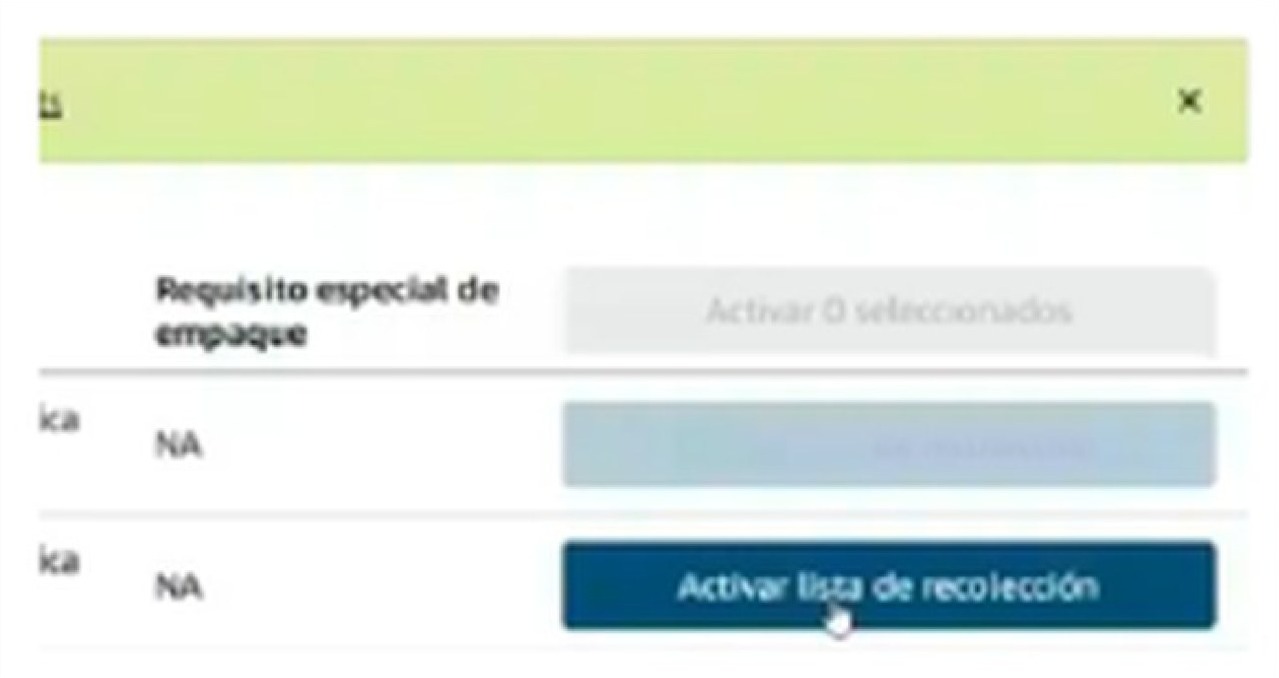 ts
Requisito especial de
empaque
Activar 0 seleccionados
ica
NA
ica
NA
Activar lista de recolección